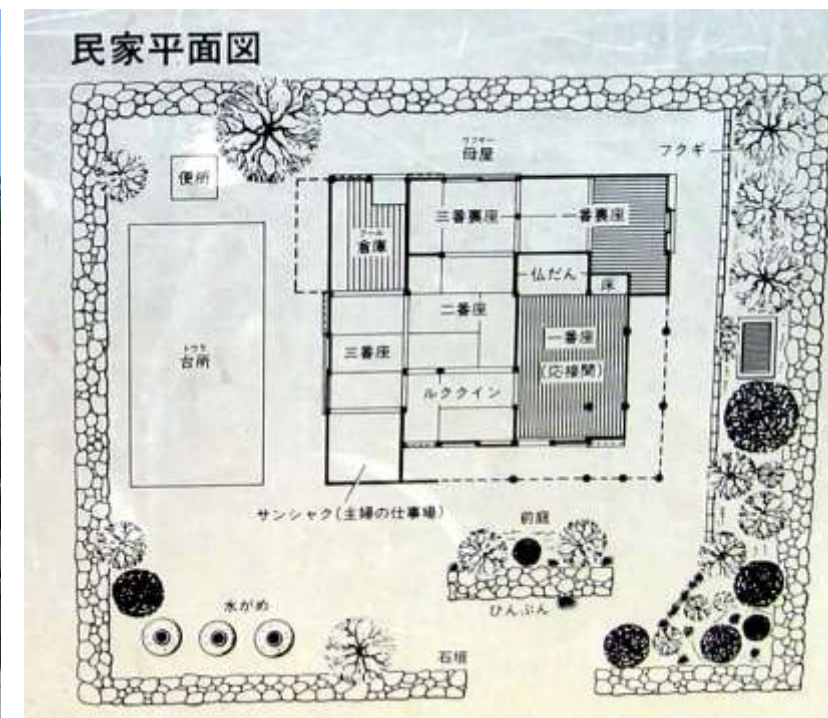 民家平面図
母屋
フクギ
便所
三番裏座
一番裏座
倉庫
仏だん
床
二番座
一番座
(応接間)
三番座
台所
ルククイン
サンシャク(主婦の仕事場)
前庭
ひんぷん
水がめ
石垣